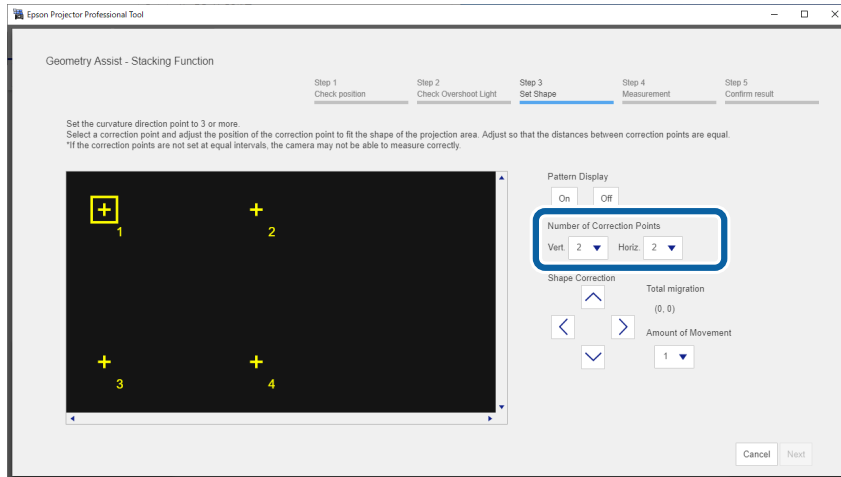 Epson Projector Professional Tool
Geometry Assist - Stacking Function
Step 1
Check position
Step 2
Check Overshoot Light
Step 3
Set Shape
Step 4
Measurement
Step 5
Confirm result
Set the curvature direction point to 3 or more.
Select a correction point and adjust the position of the correction point to fit the shape of the projection area. Adjust so that the distances between correction points are equal.
*If the correction points are not set at equal intervals, the camera may not be able to measure correctly.
1
2
3
4
Pattern Display
On Off
Number of Correction Points
Vert. 2 Horiz. 2
Shape Correction
Total migration
(0, 0)
Amount of Movement
1
Cancel Next